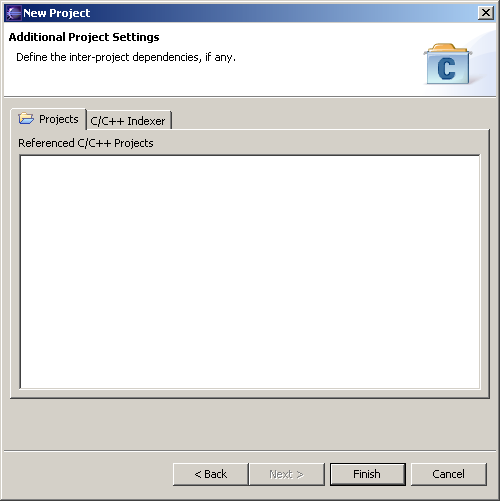 New Project
Additional Project Settings
Define the inter-project dependencies, if any.
C
Projects
C/C++ Indexer
Referenced C/C++ Projects
< Back
Next >
Finish
Cancel